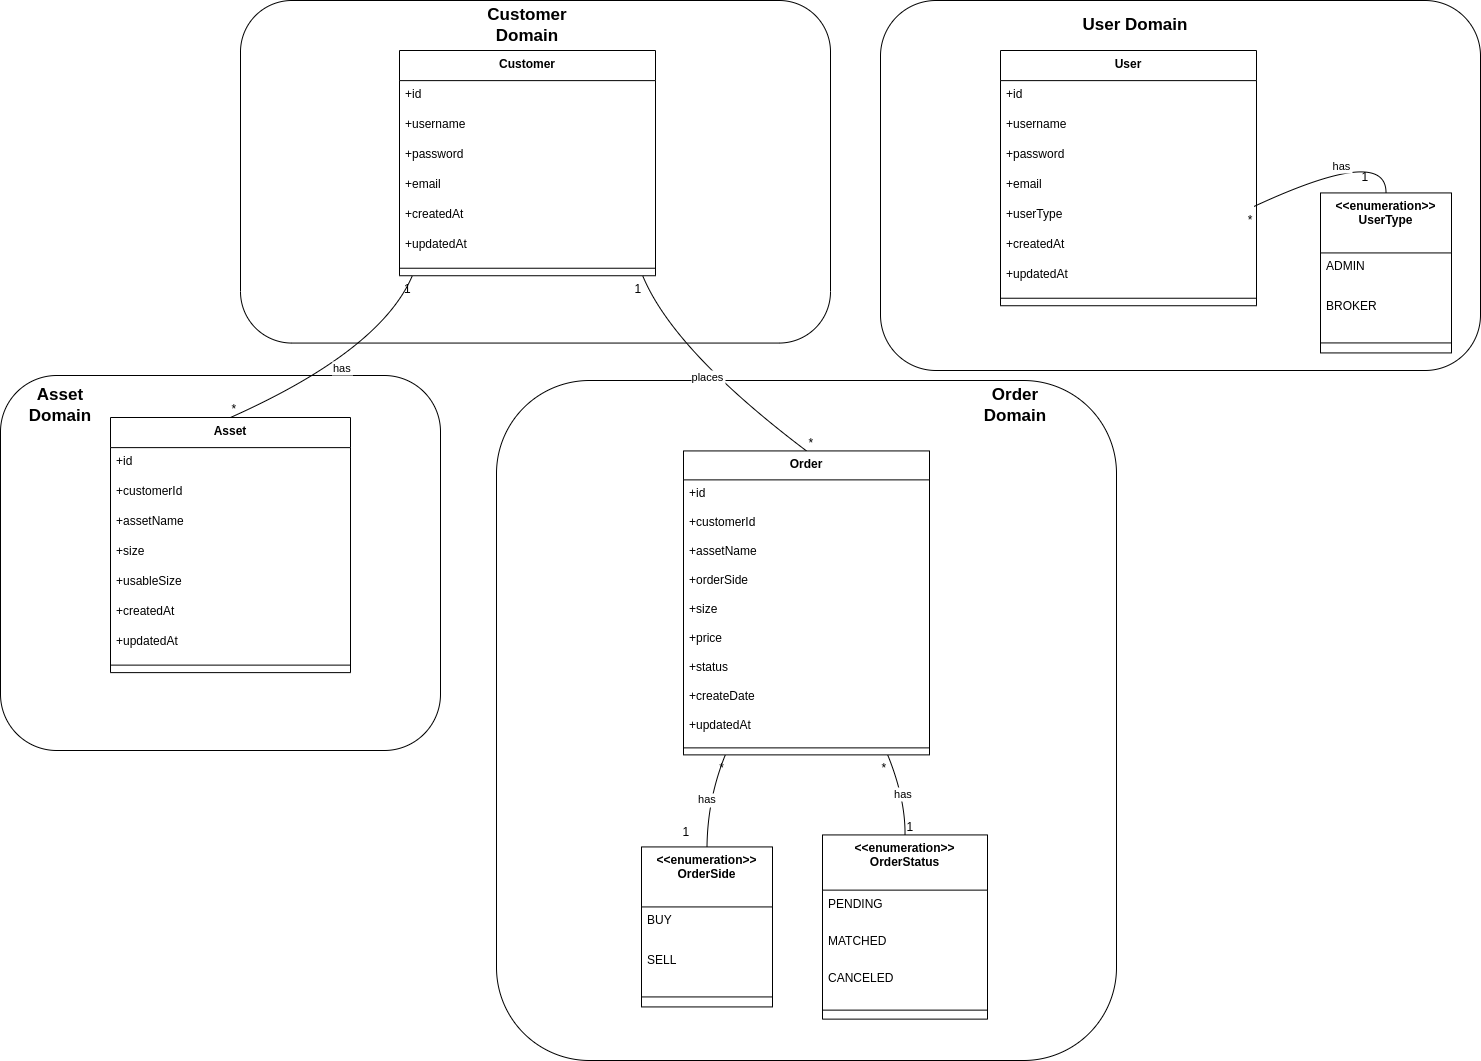 Customer
Domain
Customer
+id
+username
+password
+email
+createdAt
+updatedAt
1
1
User Domain
User
+id
+username
+password
+email
+userType
+createdAt
+updatedAt
has
1
*
<<enumeration>>
UserType
ADMIN
BROKER
has
*
places
*
Asset
Domain
Asset
+id
+customerId
+assetName
+size
+usableSize
+createdAt
+updatedAt
Order
Domain
Order
+id
+customerId
+assetName
+orderSide
+size
+price
+status
+createDate
+updatedAt
*
has
1
*
has
1
<<enumeration>>
OrderSide
BUY
SELL
<<enumeration>>
OrderStatus
PENDING
MATCHED
CANCELED